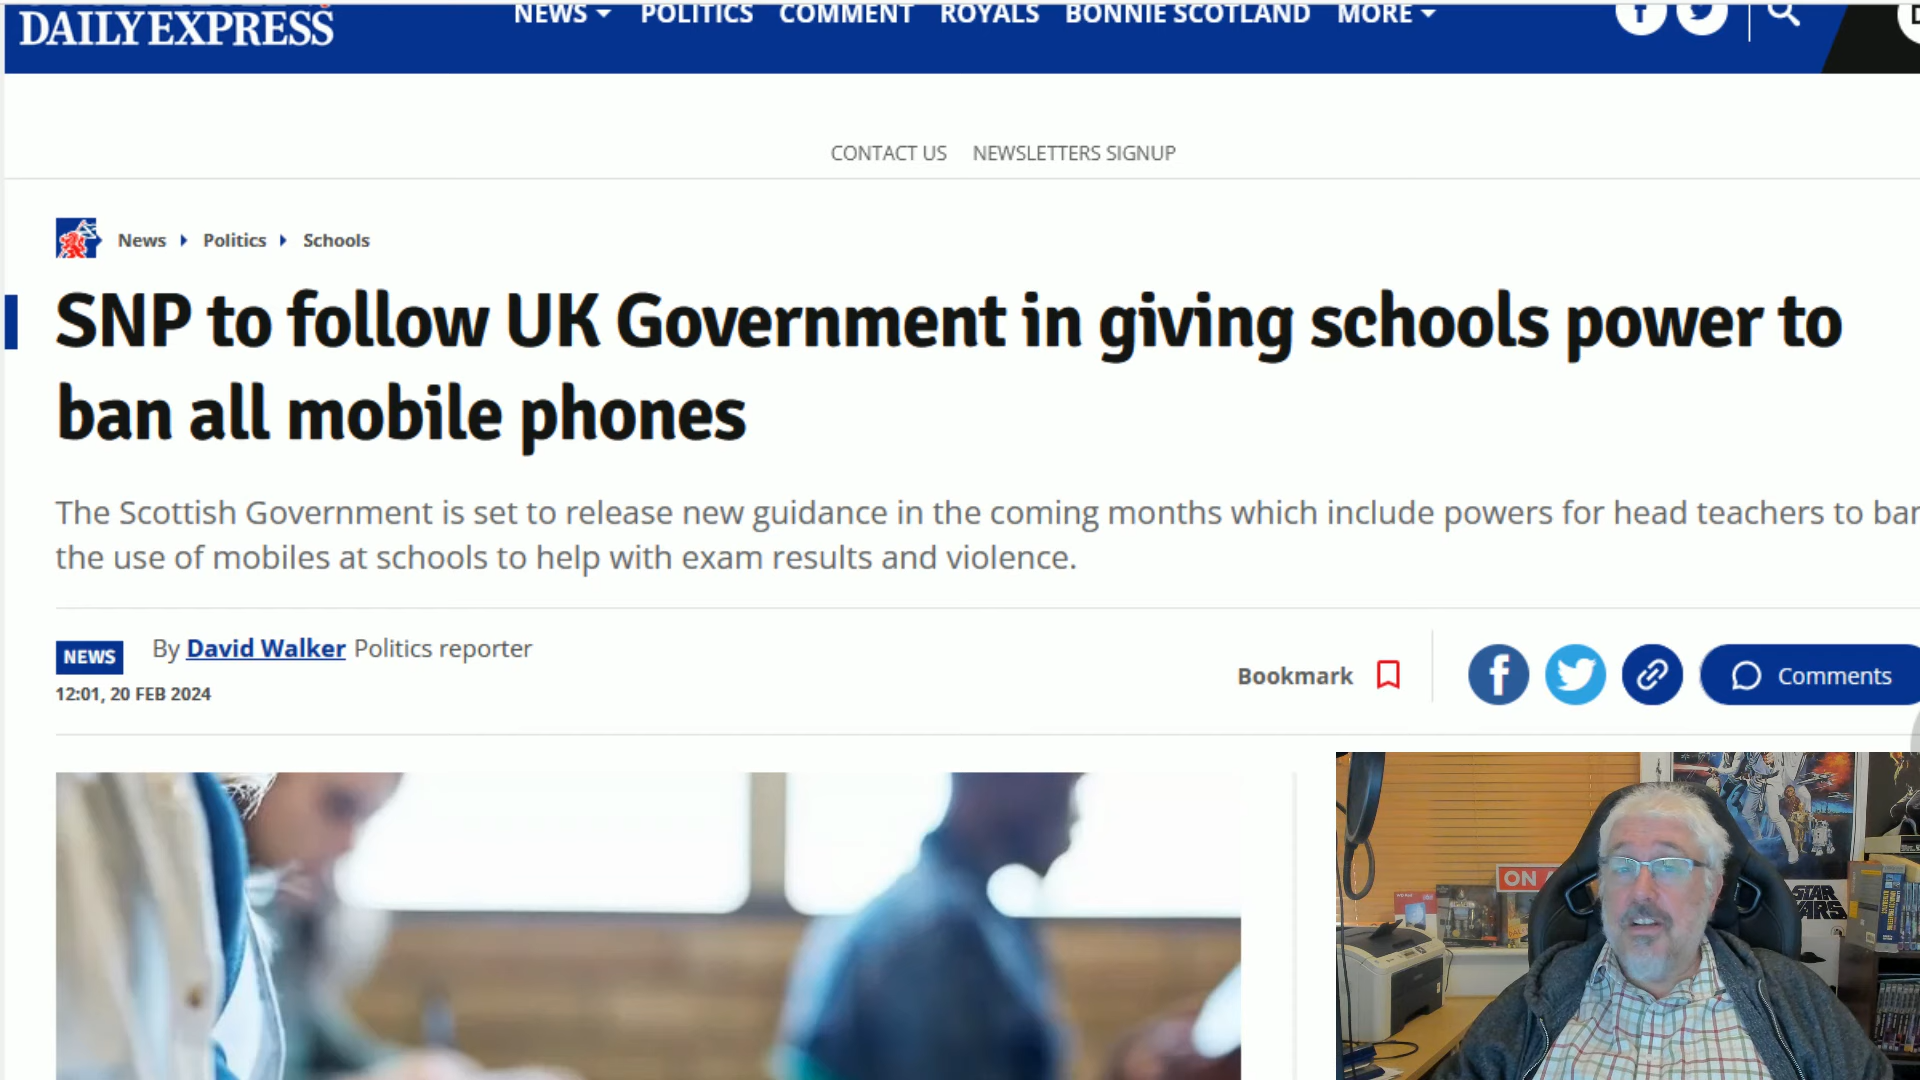 DAILY EXPRESS
NEWS POLITICS COMMENT ROYALS BONNIE SCOTLAND MORE
CONTACT US NEWSLETTERS SIGNUP
News Politics Schools
SNP to follow UK Government in giving schools power to
ban all mobile phones
The Scottish Government is set to release new guidance in the coming months which include powers for head teachers to ban
the use of mobiles at schools to help with exam results and violence.
NEWS By David Walker Politics reporter
12:01, 20 FEB 2024
Bookmark
Comments
ON
STAR
WARS